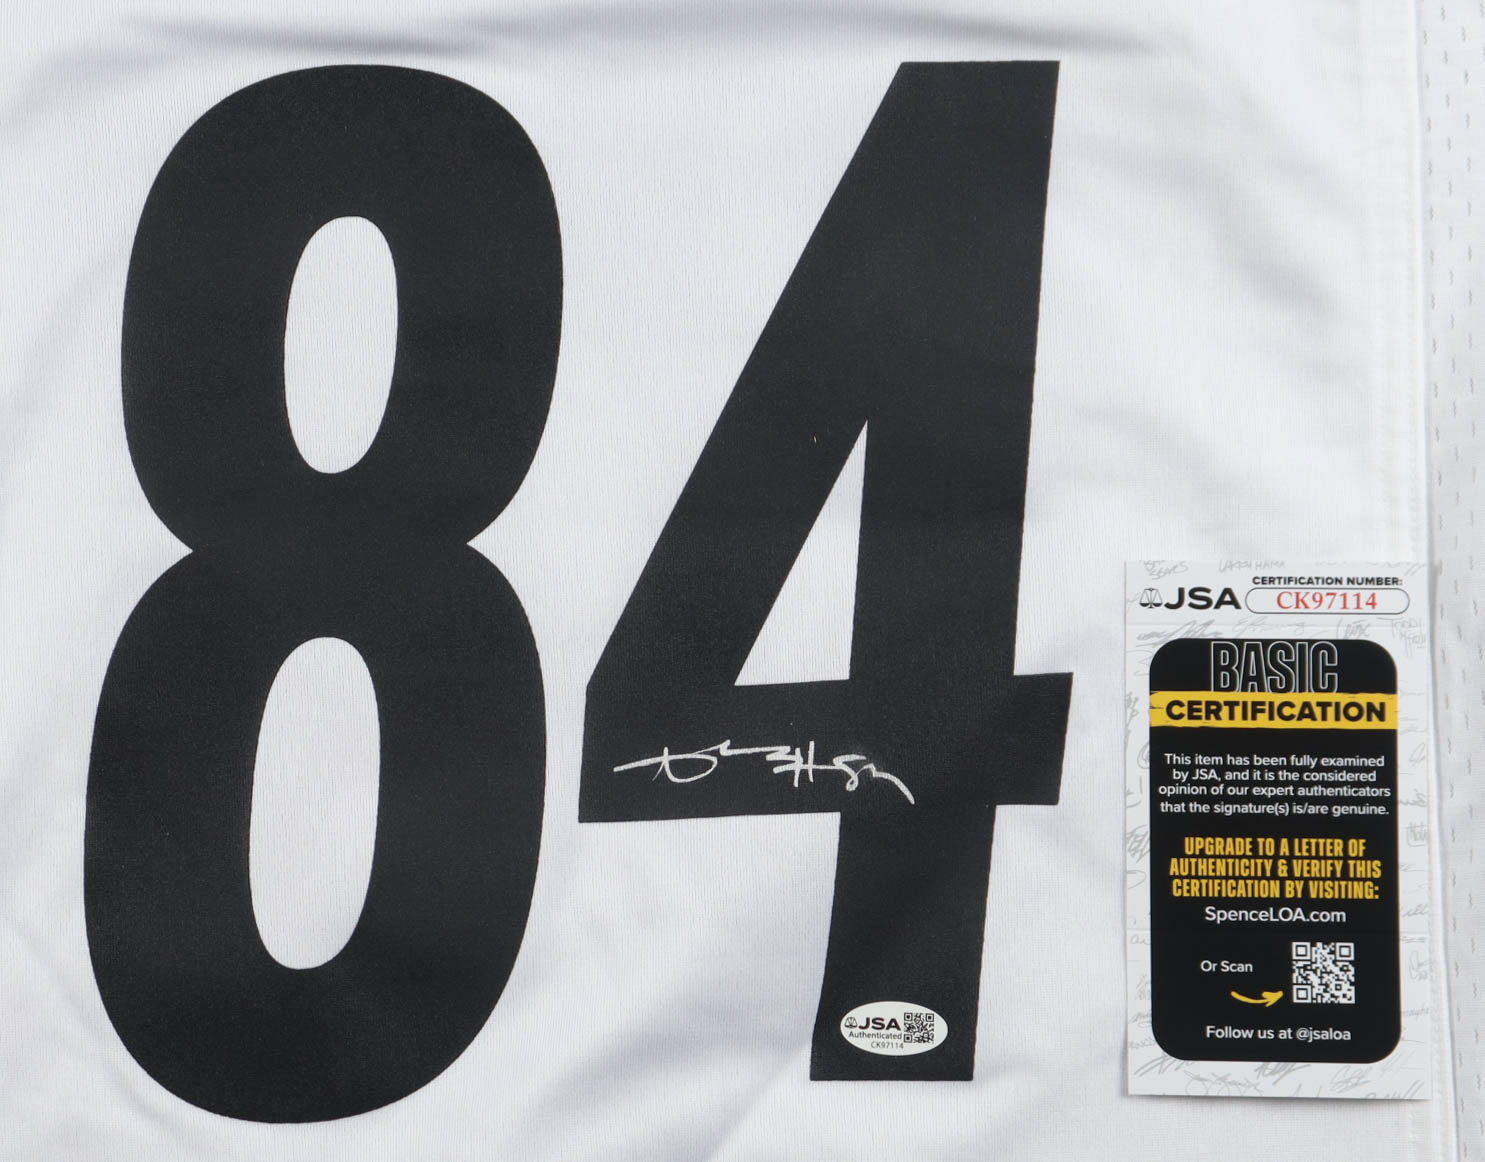 84
JSA
CERTIFICATION NUMBER:
CK97114
BASIC
CERTIFICATION
This item has been fully examined
by JSA, and it is the considered
opinion of our expert authenticators
that the signature(s) is/are genuine.
UPGRADE TO A LETTER OF
AUTHENTICITY & VERIFY THIS
CERTIFICATION BY VISITING:
SpenceLOA.com
Or Scan
Follow us at @jsaloa
JSA
Authenticated
CK97114